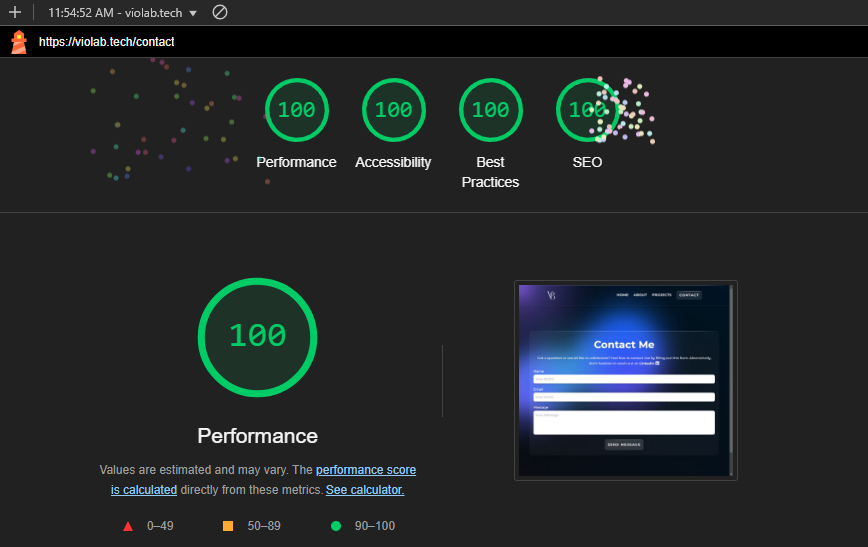 11:54:52 AM - violab.tech
https://violab.tech/contact
100 100 100 100
Performance Accessibility Best Practices SEO
100
Performance
Values are estimated and may vary. The performance score
is calculated directly from these metrics. See calculator.
0–49 50–89 90–100
HOME ABOUT PROJECTS CONTACT
Contact Me
Name
Email
Message
SEND MESSAGE